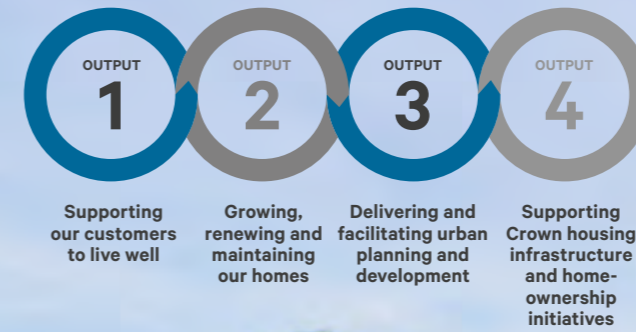 OUTPUT
1
Supporting
our customers
to live well
OUTPUT
2
Growing,
renewing and
maintaining
our homes
OUTPUT
3
Delivering and
facilitating urban
planning and
development
OUTPUT
4
Supporting
Crown housing
infrastructure
and home-
ownership
initiatives